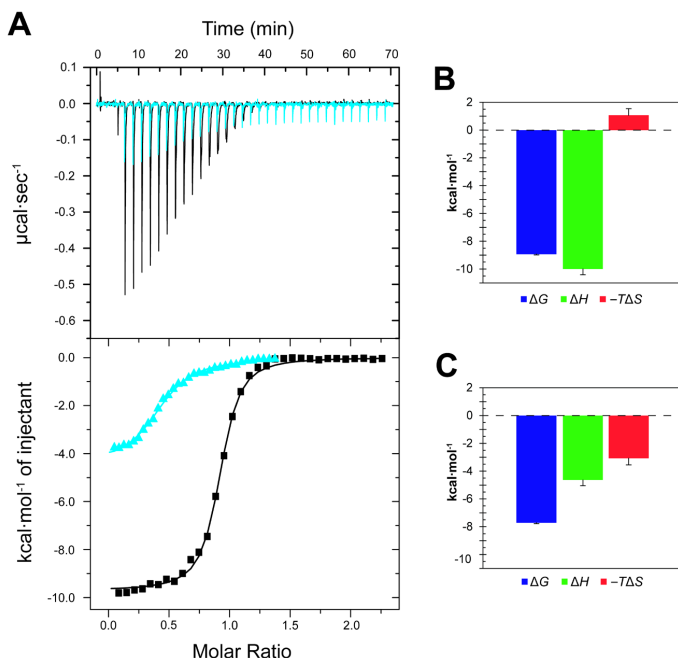 A
Time (min)
0 10 20 30 40 50 60 70
0.1
0.0
-0.1
-0.2
-0.3
-0.4
-0.5
-0.6
µcal·sec⁻¹
0.0
-2.0
-4.0
-6.0
-8.0
-10.0
kcal·mol⁻¹ of injectant
0.0 0.5 1.0 1.5 2.0
Molar Ratio
B
2
0
-2
-4
-6
-8
-10
kcal·mol⁻¹
ΔG ΔH –TΔS
C
2
0
-2
-4
-6
-8
-10
kcal·mol⁻¹
ΔG ΔH –TΔS